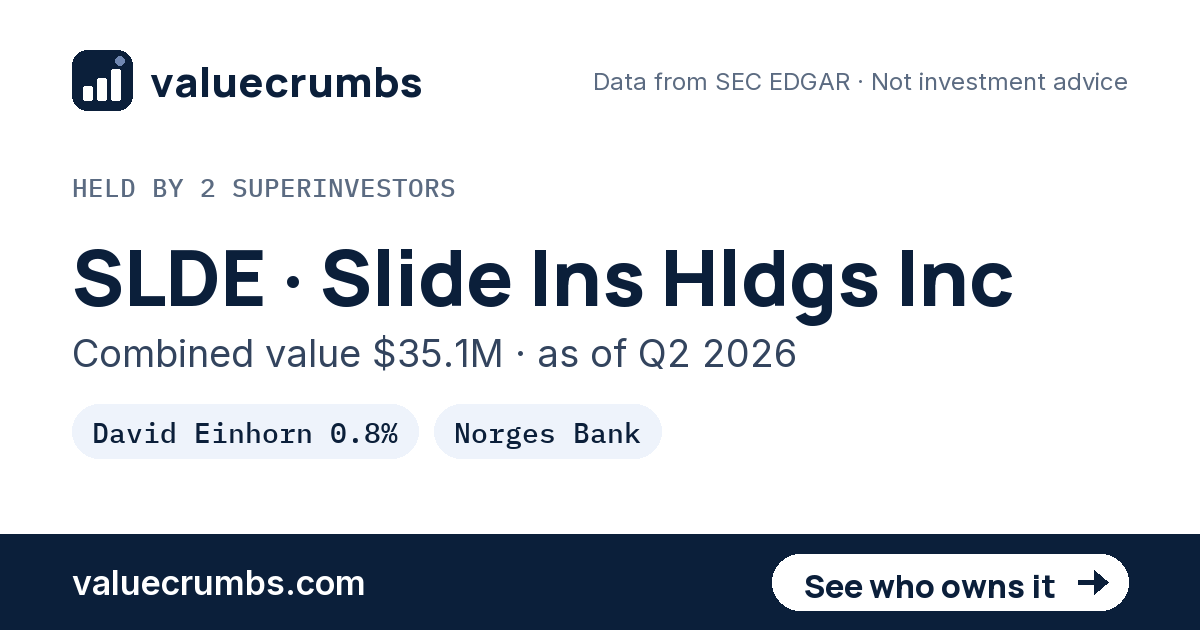 valuecrumbs
Data from SEC EDGAR · Not investment advice
HELD BY 2 SUPERINVESTORS
SLDE · Slide Ins Hldgs Inc
Combined value $35.1M · as of Q2 2026
David Einhorn 0.8%
Norges Bank
valuecrumbs.com
See who owns it →